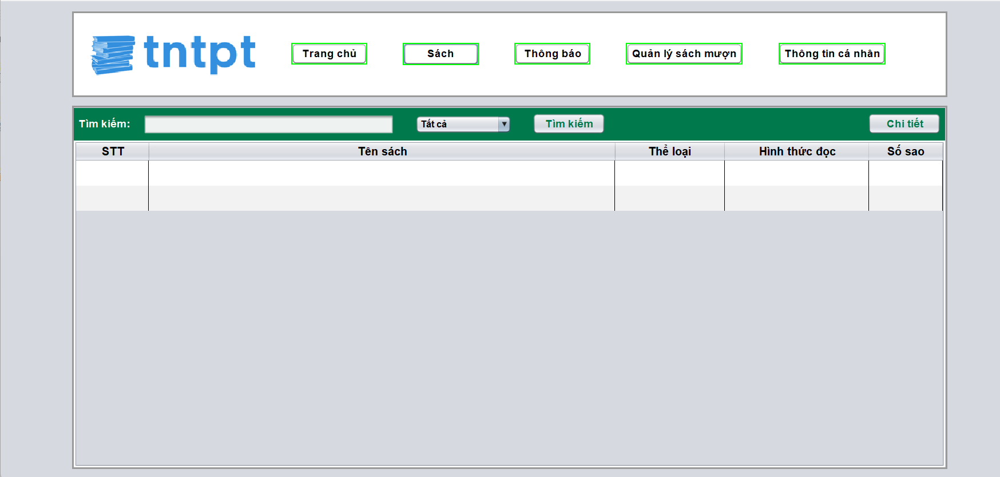 tntpt
Trang chủ
Sách
Thông báo
Quản lý sách mượn
Thông tin cá nhân
Tìm kiếm:
Tất cả
Tìm kiếm
Chi tiết
STT
Tên sách
Thể loại
Hình thức đọc
Số sao